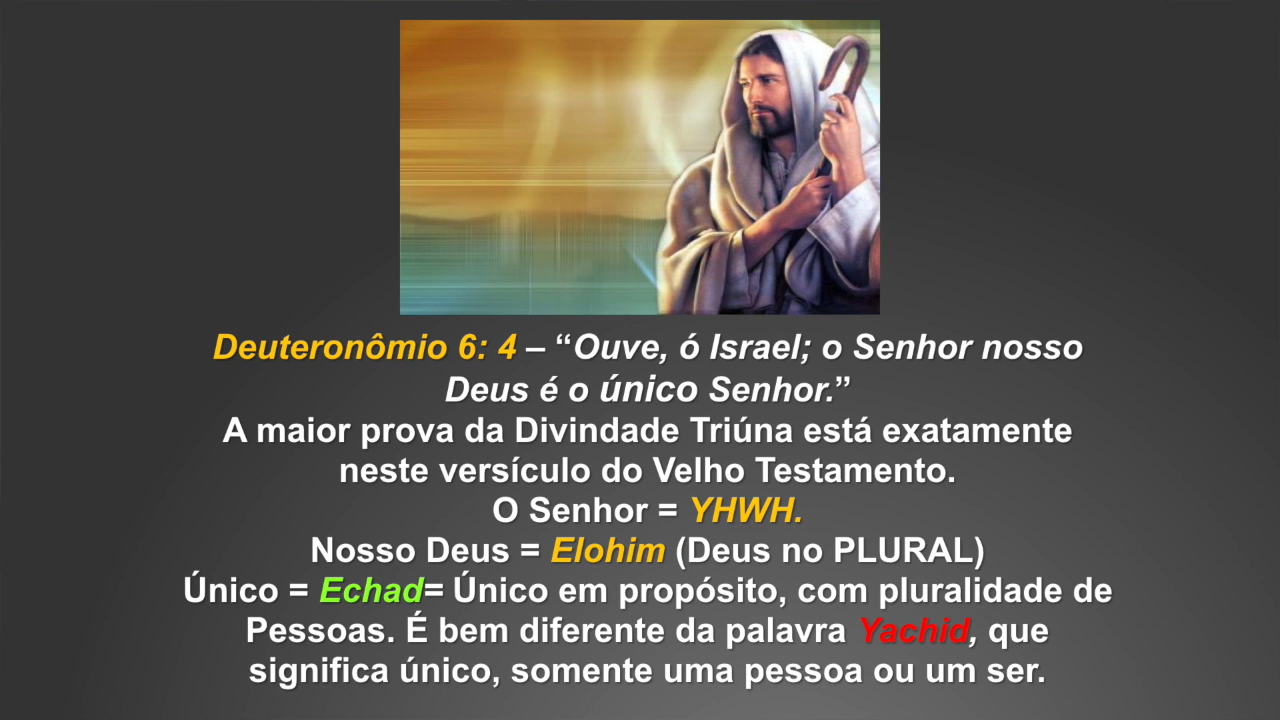 Deuteronômio 6: 4 – “Ouve, ó Israel; o Senhor nosso
Deus é o único Senhor.”
A maior prova da Divindade Triúna está exatamente
neste versículo do Velho Testamento.
O Senhor = YHWH.
Nosso Deus = Elohim (Deus no PLURAL)
Único = Echad= Único em propósito, com pluralidade de
Pessoas. É bem diferente da palavra Yachid, que
significa único, somente uma pessoa ou um ser.